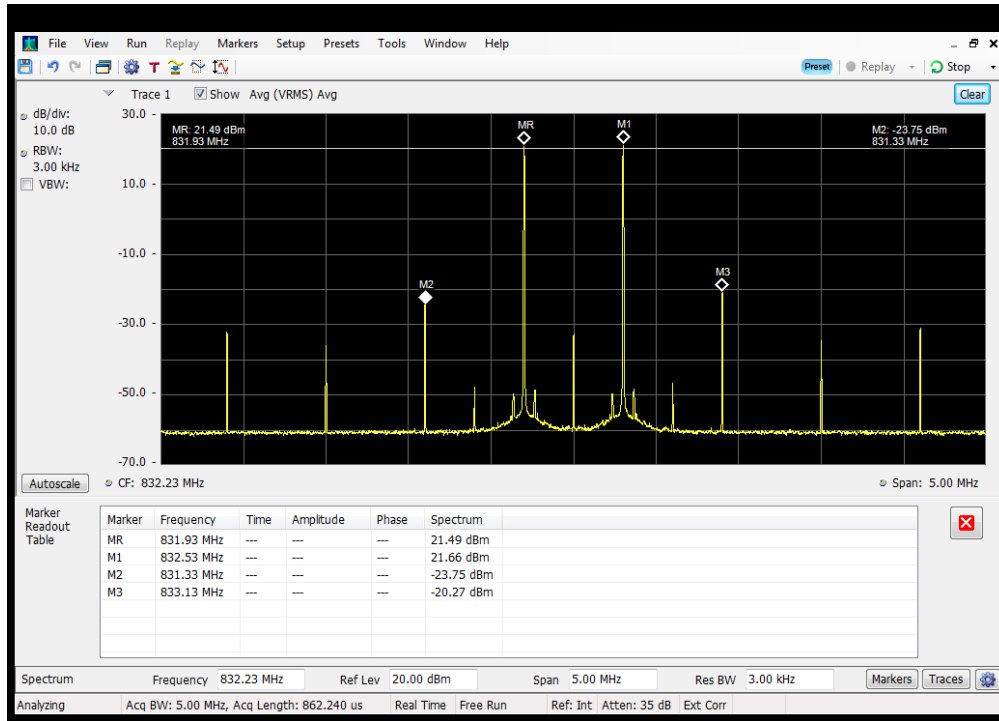 File View Run Replay Markers Setup Presets Tools Window Help
T Preset Replay Stop
Trace 1 Show Avg (VRMS) Avg Clear
dB/div:
10.0 dB
RBW:
3.00 kHz
VBW:
30.0
10.0
-10.0
-30.0
-50.0
-70.0
MR: 21.49 dBm
831.93 MHz
MR
M1
M2: -23.75 dBm
831.33 MHz
M2
M3
Autoscale CF: 832.23 MHz Span: 5.00 MHz
Marker
Readout
Table
Marker Frequency Time Amplitude Phase Spectrum
MR 831.93 MHz --- --- --- 21.49 dBm
M1 832.53 MHz --- --- --- 21.66 dBm
M2 831.33 MHz --- --- --- -23.75 dBm
M3 833.13 MHz --- --- --- -20.27 dBm
Spectrum Frequency 832.23 MHz Ref Lev 20.00 dBm Span 5.00 MHz Res BW 3.00 kHz Markers Traces
Analyzing Acq BW: 5.00 MHz, Acq Length: 862.240 us Real Time Free Run Ref: Int Atten: 35 dB Ext Corr